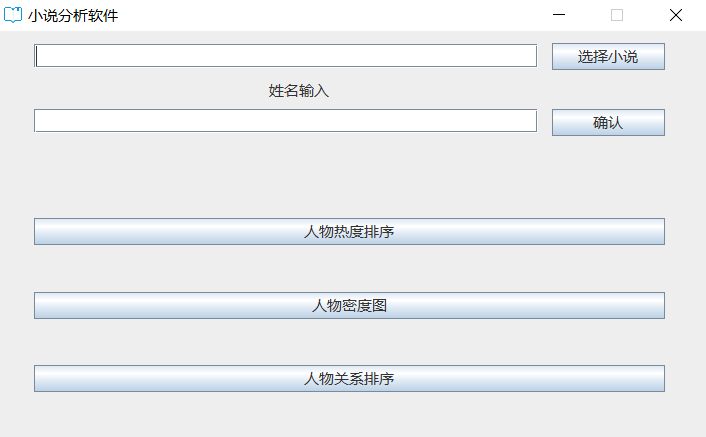 小说分析软件
选择小说
姓名输入
确认
人物热度排序
人物密度图
人物关系排序